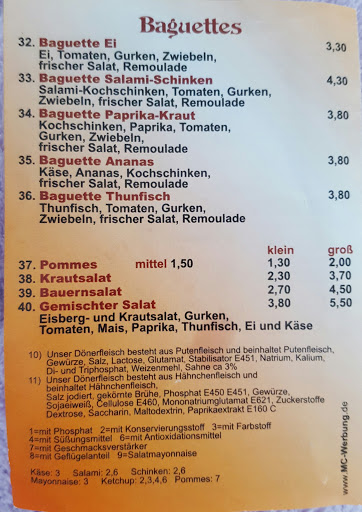 Baguettes
32. Baguette Ei 3,30
Ei, Tomaten, Gurken, Zwiebeln,
frischer Salat, Remoulade
33. Baguette Salami-Schinken 4,30
Salami-Kochschinken, Tomaten, Gurken,
Zwiebeln, frischer Salat, Remoulade
34. Baguette Paprika-Kraut 3,80
Kochschinken, Paprika, Tomaten,
Gurken, Zwiebeln,
frischer Salat, Remoulade
35. Baguette Ananas 3,80
Käse, Ananas, Kochschinken,
frischer Salat, Remoulade
36. Baguette Thunfisch 3,80
Thunfisch, Tomaten, Gurken,
Zwiebeln, frischer Salat, Remoulade
klein groß
37. Pommes mittel 1,50 1,30 2,00
38. Krautsalat 2,30 3,70
39. Bauernsalat 2,70 4,50
40. Gemischter Salat 3,80 5,50
Eisberg- und Krautsalat, Gurken,
Tomaten, Mais, Paprika, Thunfisch, Ei und Käse
10) Unser Dönerfleisch besteht aus Putenfleisch und beinhaltet Putenfleisch,
Gewürze, Salz, Lactose, Glutamat, Stabilisator E451, Natrium, Kalium,
Di- und Triphosphat, Weizenmehl, Sahne ca 3%
11) Unser Dönerfleisch besteht aus Hähnchenfleisch und
beinhaltet Hähnchenfleisch,
Salz jodiert, gekörnte Brühe, Phosphat E450 E451, Gewürze,
Sojaeiweiß, Cellulose E460, Mononatriumglutamat E621, Zuckerstoffe
Dextrose, Saccharin, Maltodextrin, Paprikaextrakt E160 C
1=mit Phosphat 2=mit Konservierungsstoff 3=mit Farbstoff
4=mit Süßungsmittel 6=mit Antioxidationsmittel
7=mit Geschmacksverstärker
8=mit Geflügelanteil 9=Salatmayonnaise
Käse: 3 Salami: 2,6 Schinken: 2,6
Mayonnaise: 3 Ketchup: 2,3,4,6 Pommes: 7
www.MC-Werbung.de